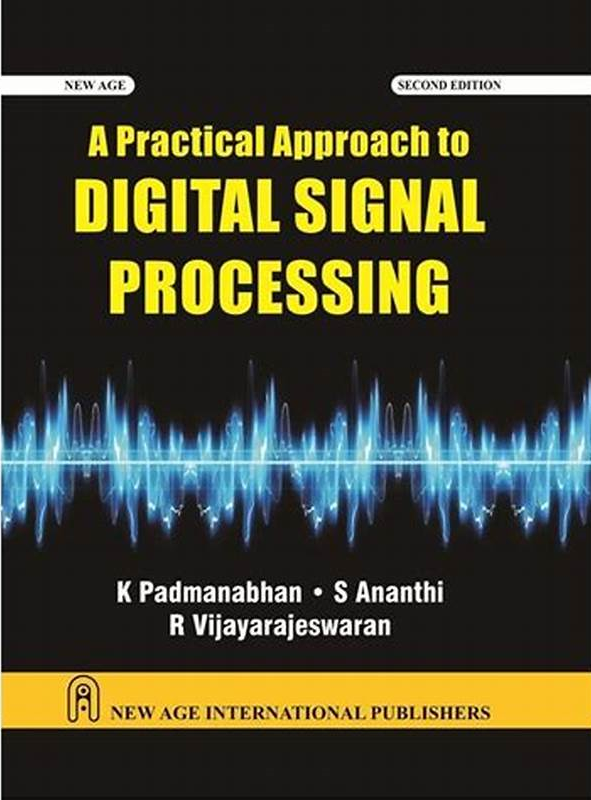 NEW AGE
SECOND EDITION
A Practical Approach to
DIGITAL SIGNAL
PROCESSING
K Padmanabhan • S Ananthi
R Vijayarajeswaran
NEW AGE INTERNATIONAL PUBLISHERS